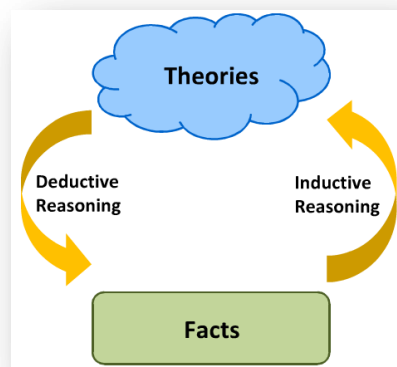 Theories
Deductive
Reasoning
Inductive
Reasoning
Facts